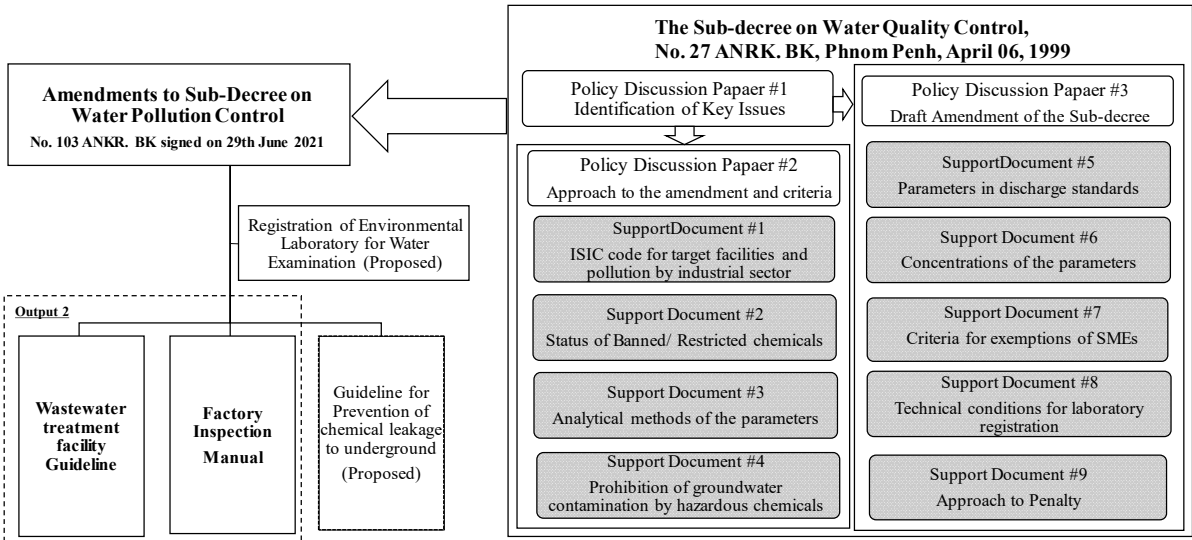 The Sub-decree on Water Quality Control,
No. 27 ANRK. BK, Phnom Penh, April 06, 1999
Amendments to Sub-Decree on
Water Pollution Control
No. 103 ANKR. BK signed on 29th June 2021
Registration of Environmental
Laboratory for Water
Examination (Proposed)
Output 2
Wastewater
treatment
facility
Guideline
Factory
Inspection
Manual
Guideline for
Prevention of
chemical leakage
to underground
(Proposed)
Policy Discussion Papaer #1
Identification of Key Issues
Policy Discussion Papaer #2
Approach to the amendment and criteria
SupportDocument #1
ISIC code for target facilities and
pollution by industrial sector
Support Document #2
Status of Banned/ Restricted chemicals
Support Document #3
Analytical methods of the parameters
Support Document #4
Prohibition of groundwater
contamination by hazardous chemicals
Policy Discussion Papaer #3
Draft Amendment of the Sub-decree
SupportDocument #5
Parameters in discharge standards
Support Document #6
Concentrations of the parameters
Support Document #7
Criteria for exemptions of SMEs
Support Document #8
Technical conditions for laboratory
registration
Support Document #9
Approach to Penalty